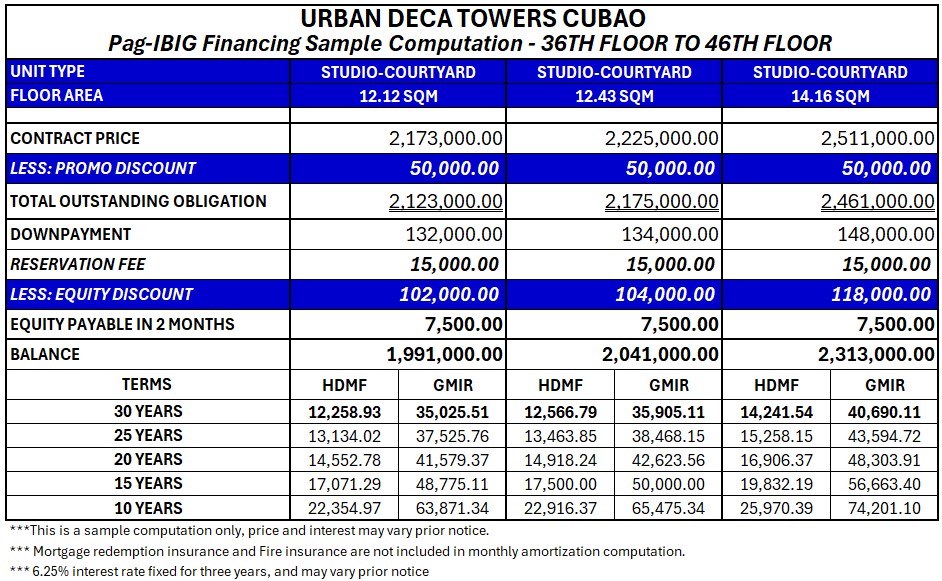 URBAN DECA TOWERS CUBAO
Pag-IBIG Financing Sample Computation - 36TH FLOOR TO 46TH FLOOR
UNIT TYPE STUDIO-COURTYARD STUDIO-COURTYARD STUDIO-COURTYARD
FLOOR AREA 12.12 SQM 12.43 SQM 14.16 SQM
CONTRACT PRICE 2,173,000.00 2,225,000.00 2,511,000.00
LESS: PROMO DISCOUNT 50,000.00 50,000.00 50,000.00
TOTAL OUTSTANDING OBLIGATION 2,123,000.00 2,175,000.00 2,461,000.00
DOWNPAYMENT 132,000.00 134,000.00 148,000.00
RESERVATION FEE 15,000.00 15,000.00 15,000.00
LESS: EQUITY DISCOUNT 102,000.00 104,000.00 118,000.00
EQUITY PAYABLE IN 2 MONTHS 7,500.00 7,500.00 7,500.00
BALANCE 1,991,000.00 2,041,000.00 2,313,000.00
TERMS HDMF GMIR HDMF GMIR HDMF GMIR
30 YEARS 12,258.93 35,025.51 12,566.79 35,905.11 14,241.54 40,690.11
25 YEARS 13,134.02 37,525.76 13,463.85 38,468.15 15,258.15 43,594.72
20 YEARS 14,552.78 41,579.37 14,918.24 42,623.56 16,906.37 48,303.91
15 YEARS 17,071.29 48,775.11 17,500.00 50,000.00 19,832.19 56,663.40
10 YEARS 22,354.97 63,871.34 22,916.37 65,475.34 25,970.39 74,201.10
***This is a sample computation only, price and interest may vary prior notice.
*** Mortgage redemption insurance and Fire insurance are not included in monthly amortization computation.
*** 6.25% interest rate fixed for three years, and may vary prior notice